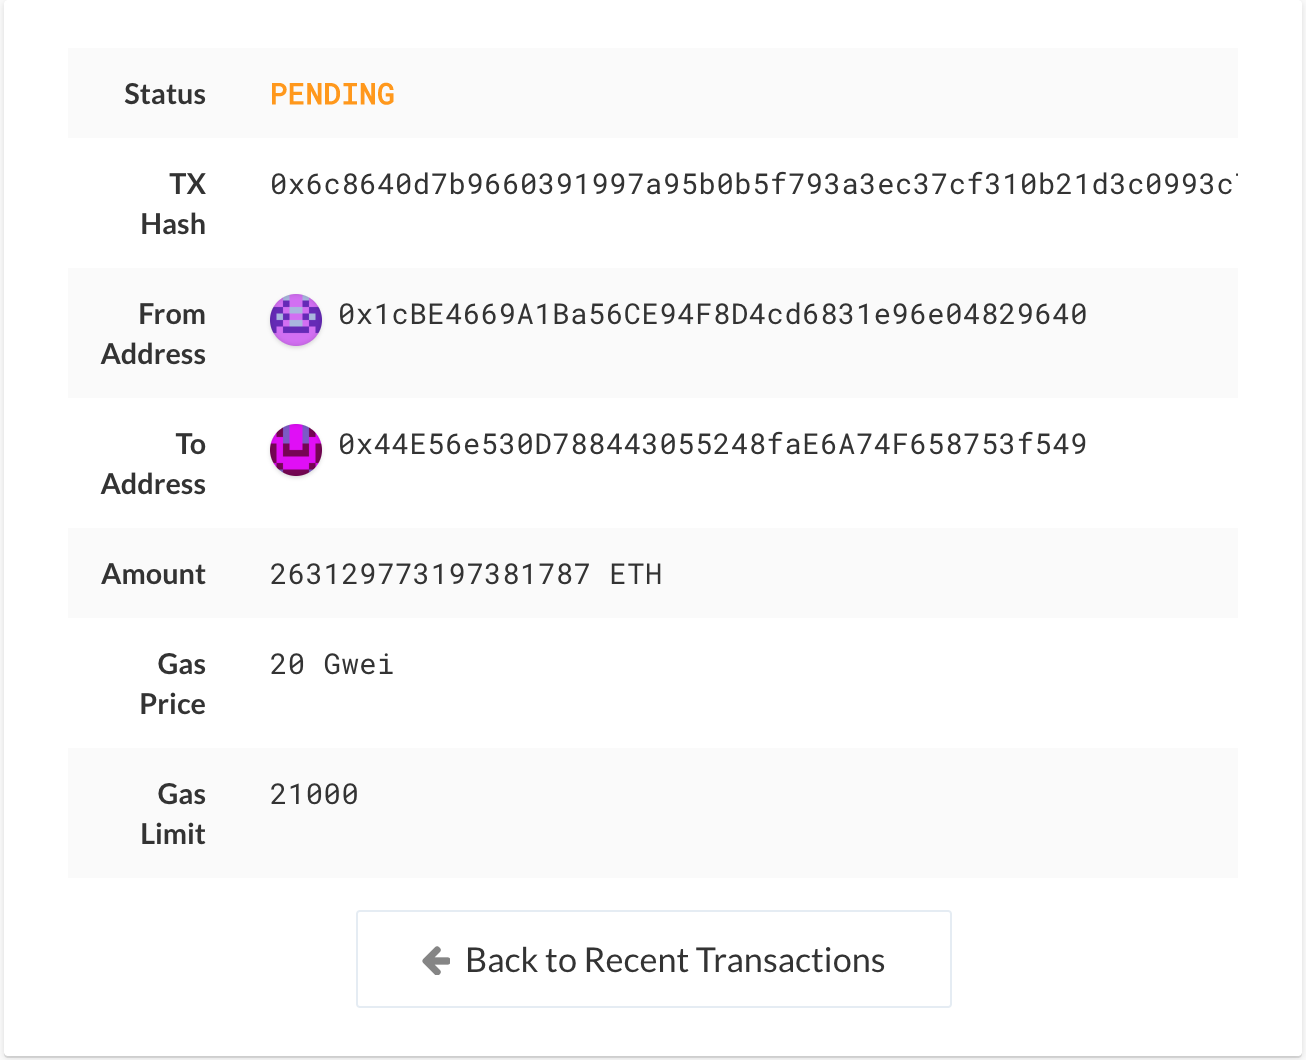 Status PENDING
TX Hash 0x6c8640d7b9660391997a95b0b5f793a3ec37cf310b21d3c0993c
From Address 0x1cBE4669A1Ba56CE94F8D4cd6831e96e04829640
To Address 0x44E56e530D788443055248faE6A74F658753f549
Amount 263129773197381787 ETH
Gas Price 20 Gwei
Gas Limit 21000
Back to Recent Transactions